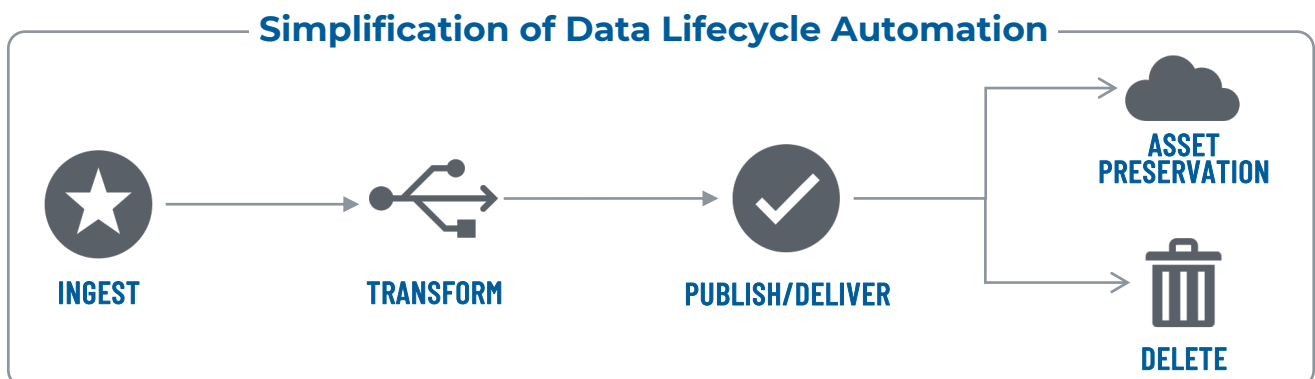 Simplification of Data Lifecycle Automation
INGEST
TRANSFORM
PUBLISH/DELIVER
ASSET
PRESERVATION
DELETE